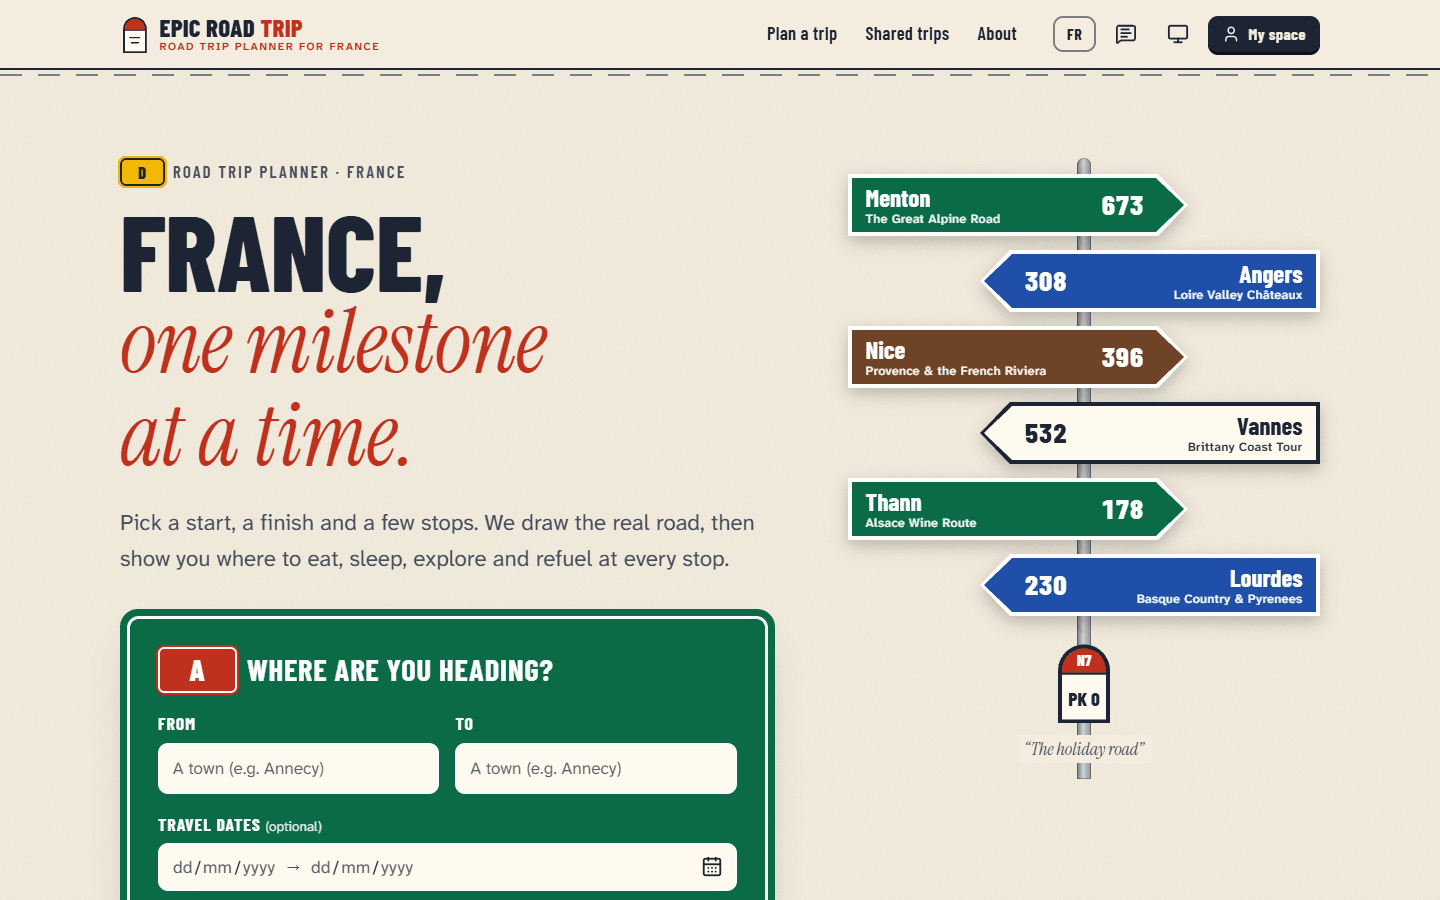 EPIC ROAD TRIP
ROAD TRIP PLANNER FOR FRANCE
Plan a trip
Shared trips
About
FR
My space
D
ROAD TRIP PLANNER · FRANCE
FRANCE,
one milestone
at a time.
Pick a start, a finish and a few stops. We draw the real road, then
show you where to eat, sleep, explore and refuel at every stop.
A
WHERE ARE YOU HEADING?
FROM
TO
A town (e.g. Annecy)
A town (e.g. Annecy)
TRAVEL DATES (optional)
dd/mm/yyyy → dd/mm/yyyy
Menton
The Great Alpine Road
673
308
Angers
Loire Valley Châteaux
Nice
Provence & the French Riviera
396
532
Vannes
Brittany Coast Tour
Thann
Alsace Wine Route
178
230
Lourdes
Basque Country & Pyrenees
N7
PK 0
“The holiday road”